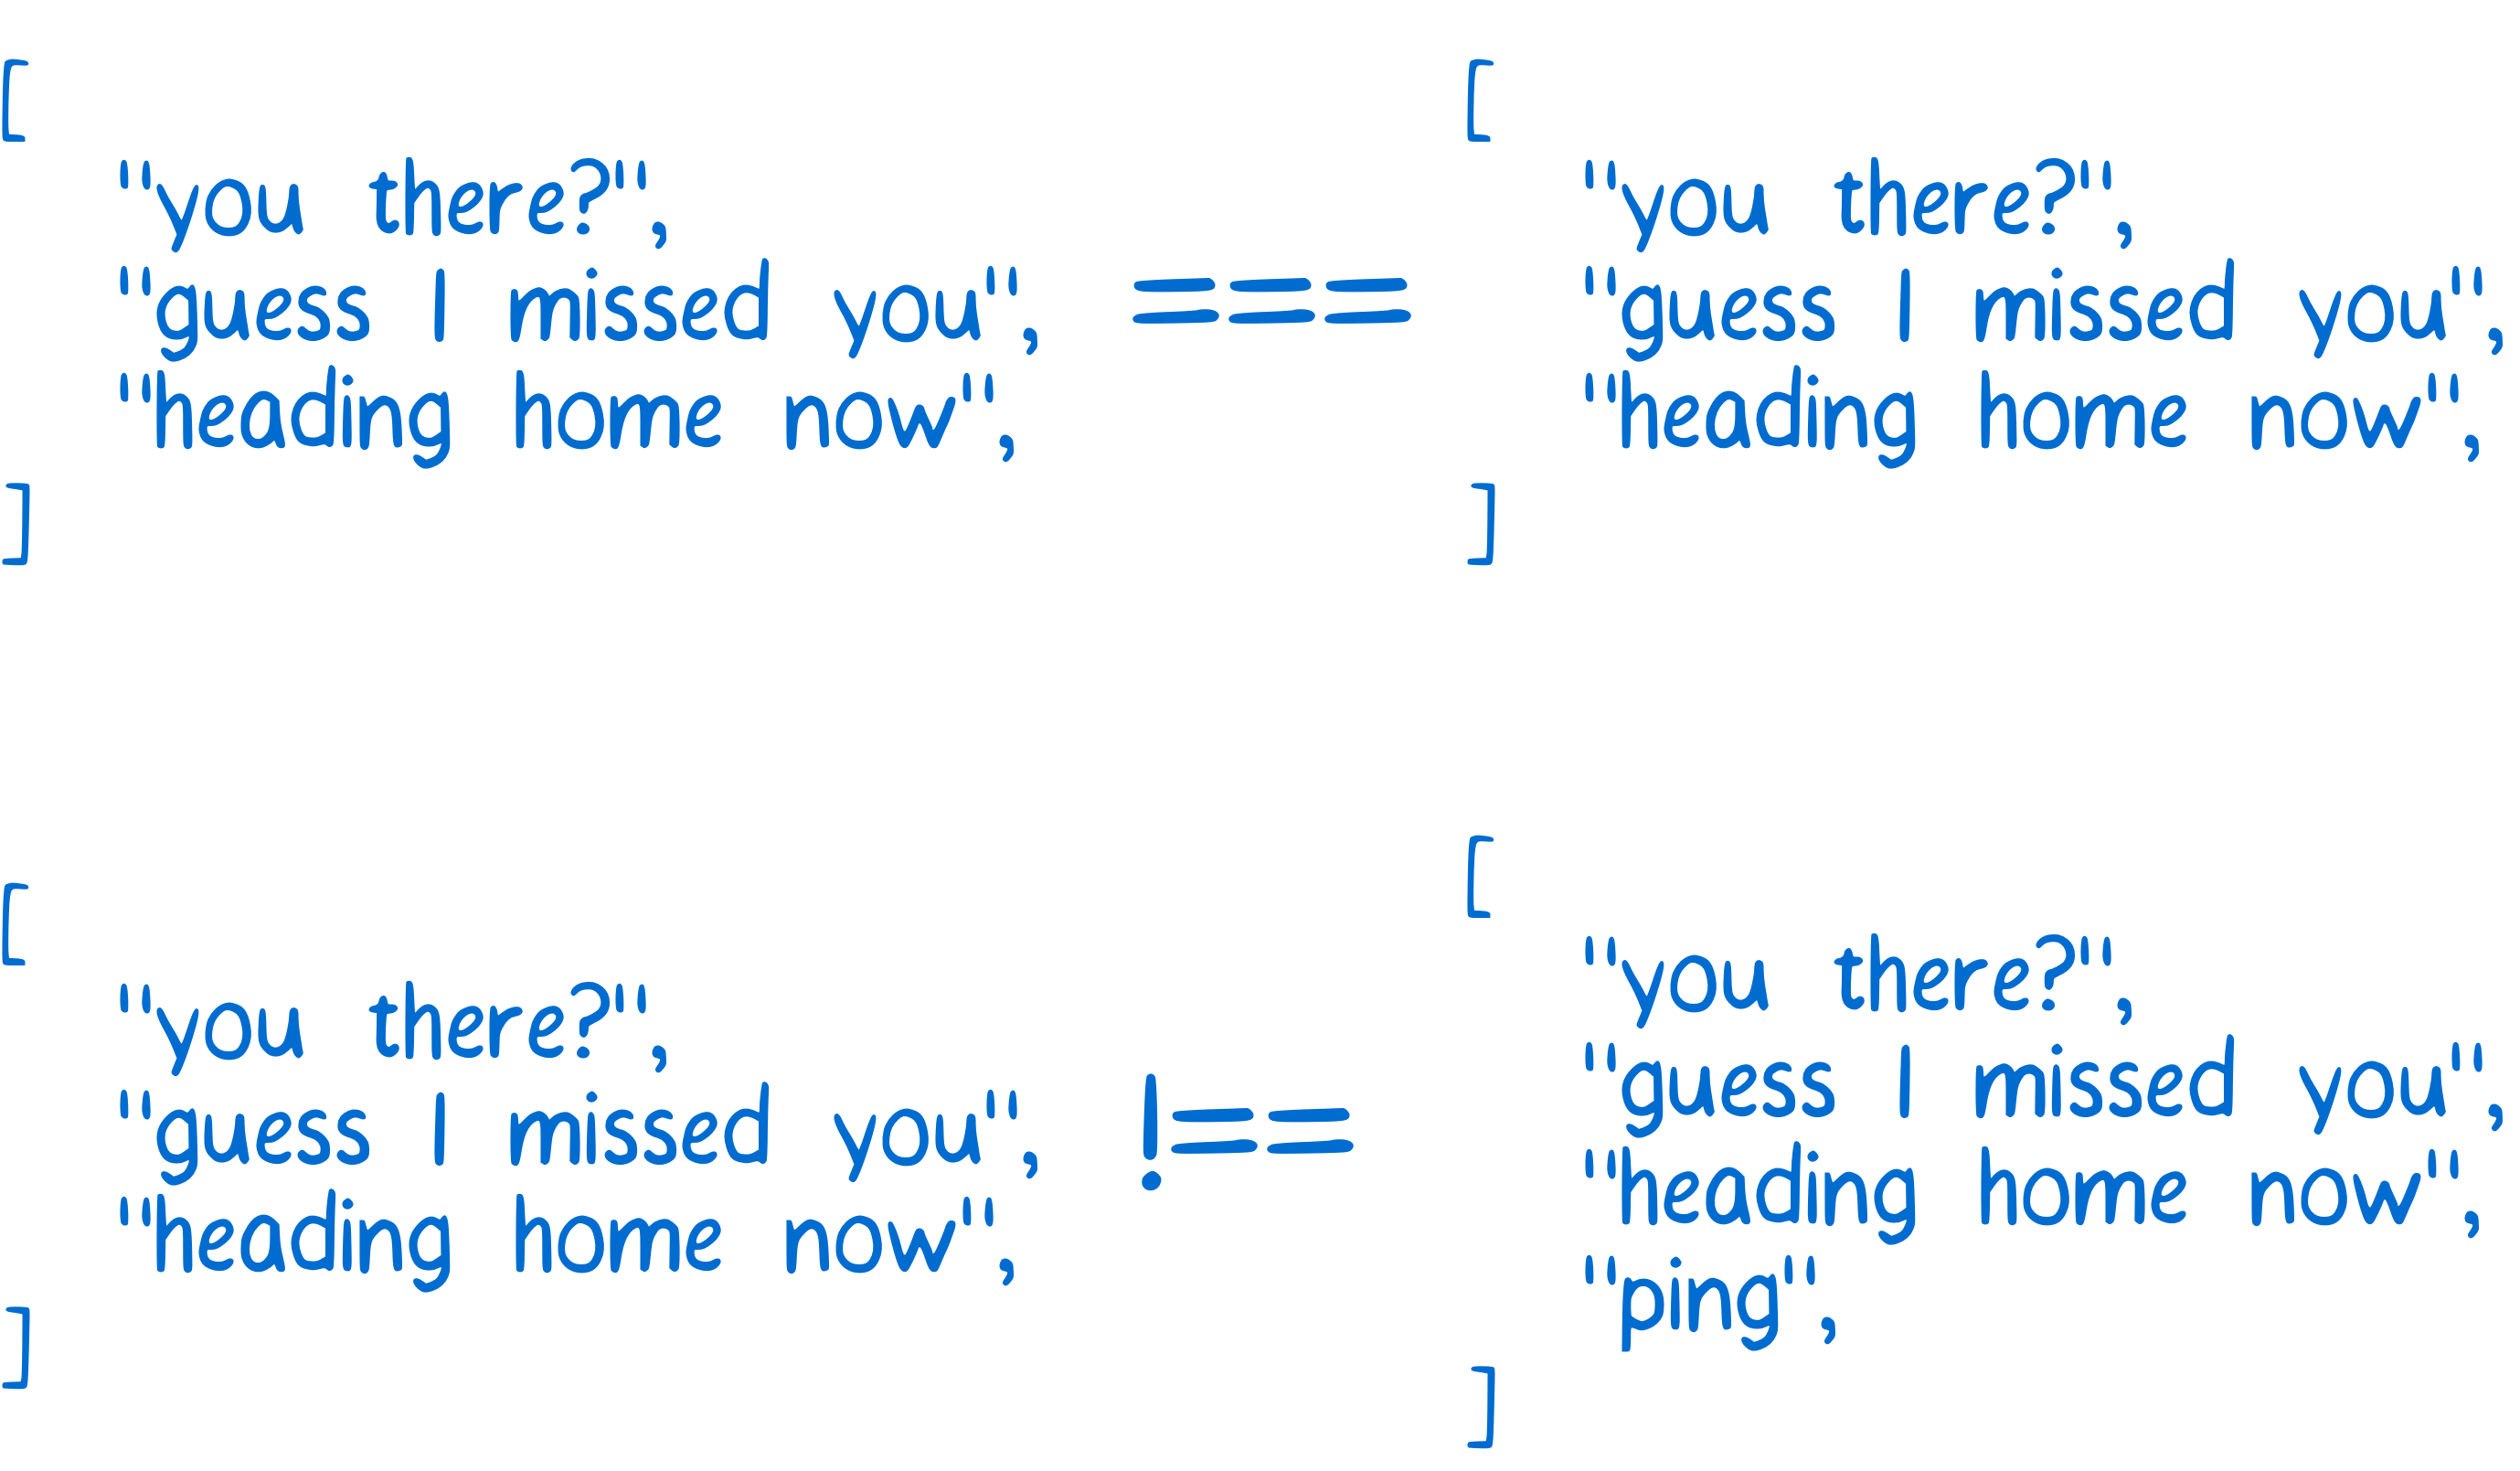 [
"you there?",
"guess I missed you",
"heading home now",
]
===
[
"you there?",
"guess I missed you",
"heading home now",
]
[
"you there?",
"guess I missed you",
"heading home now",
]
!==
[
"you there?",
"guess I missed you",
"heading home now",
"ping",
]